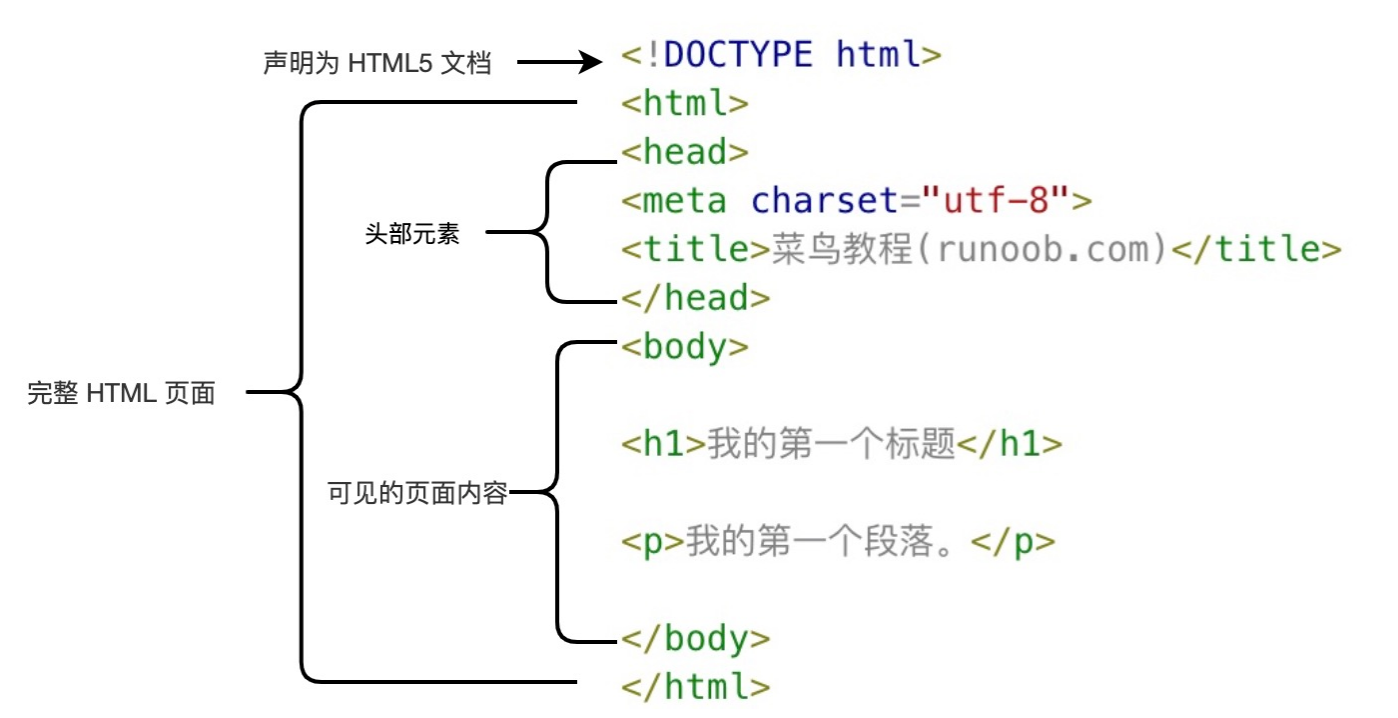 声明为 HTML5 文档
<!DOCTYPE html>
<html>
<head>
<meta charset="utf-8">
头部元素
<title>菜鸟教程(runoob.com)</title>
</head>
<body>
完整 HTML 页面
<h1>我的第一个标题</h1>
可见的页面内容
<p>我的第一个段落。</p>
</body>
</html>